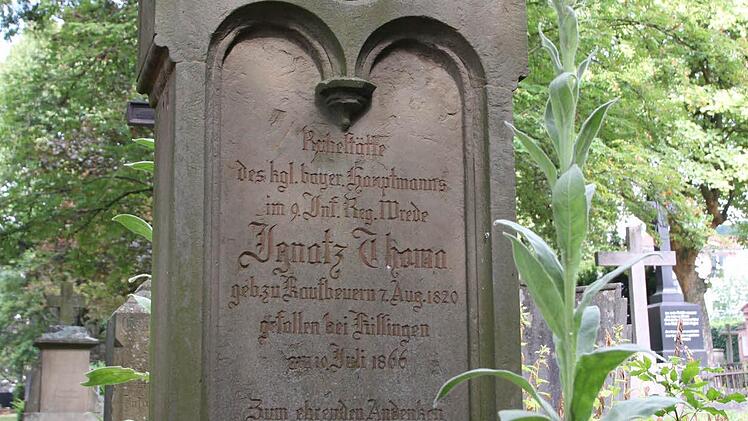 Ruhestätte
des kgl. bayer. Hauptmanns
im 9. Inf. Reg. Wrede
Ignatz Thoma
geb. zu Kaufbeuern 7. Aug. 1820
gefallen bei Kissingen
am 10. Juli 1866
Zum ehrenden Andenken